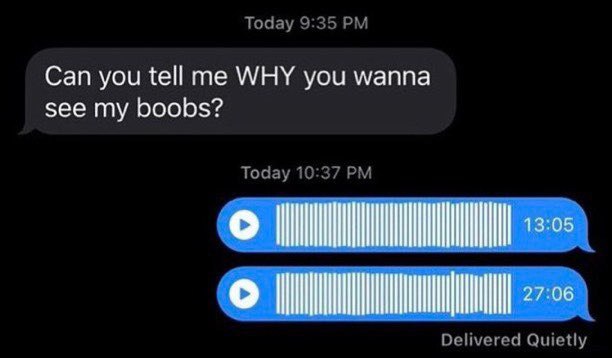 Today 9:35 PM
Can you tell me WHY you wanna
see my boobs?
Today 10:37 PM
13:05
27:06
Delivered Quietly